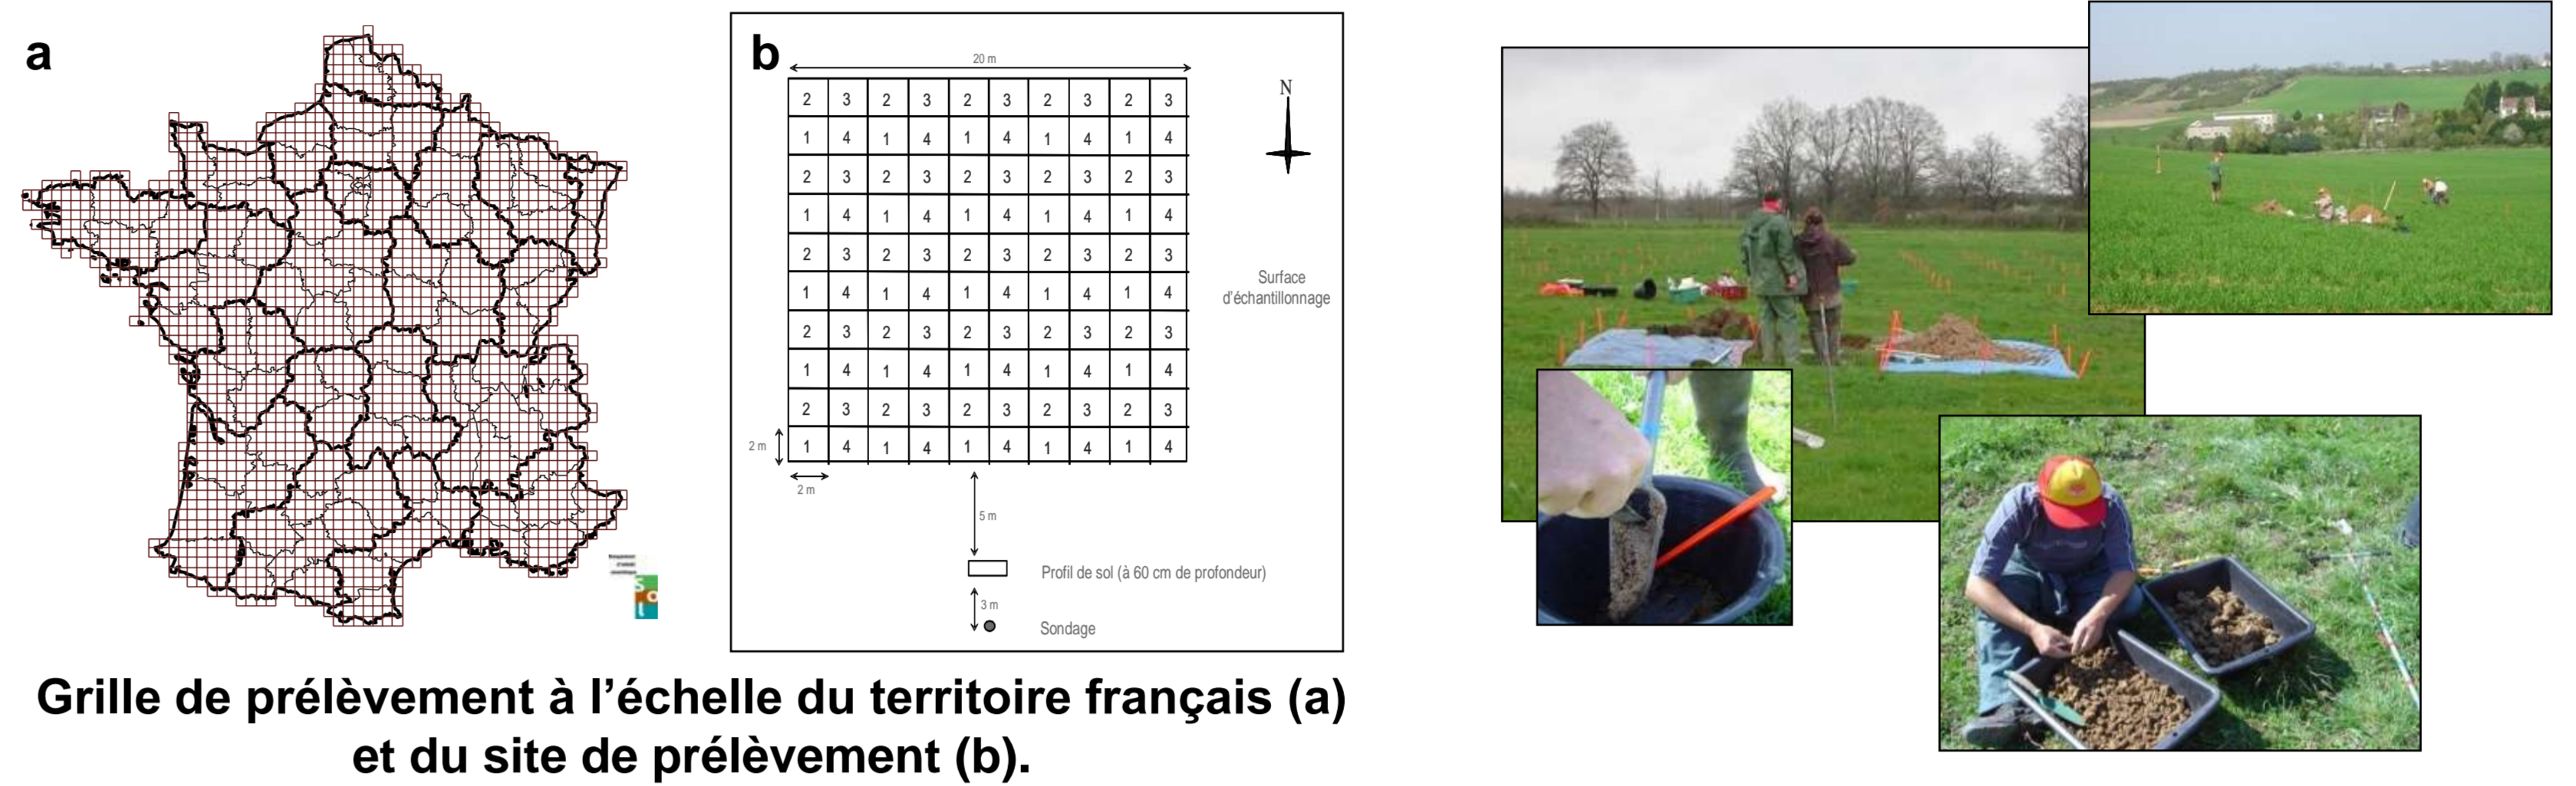 a
b
20 m
N
2 3 2 3 2 3 2 3 2 3
1 4 1 4 1 4 1 4 1 4
2 3 2 3 2 3 2 3 2 3
1 4 1 4 1 4 1 4 1 4
2 3 2 3 2 3 2 3 2 3
1 4 1 4 1 4 1 4 1 4
2 3 2 3 2 3 2 3 2 3
1 4 1 4 1 4 1 4 1 4
2 3 2 3 2 3 2 3 2 3
1 4 1 4 1 4 1 4 1 4
Surface
d'échantillonnage
2 m
2 m
5 m
Profil de sol (à 60 cm de profondeur)
3 m
Sondage
S
o
l
Grille de prélèvement à l’échelle du territoire français (a)
et du site de prélèvement (b).